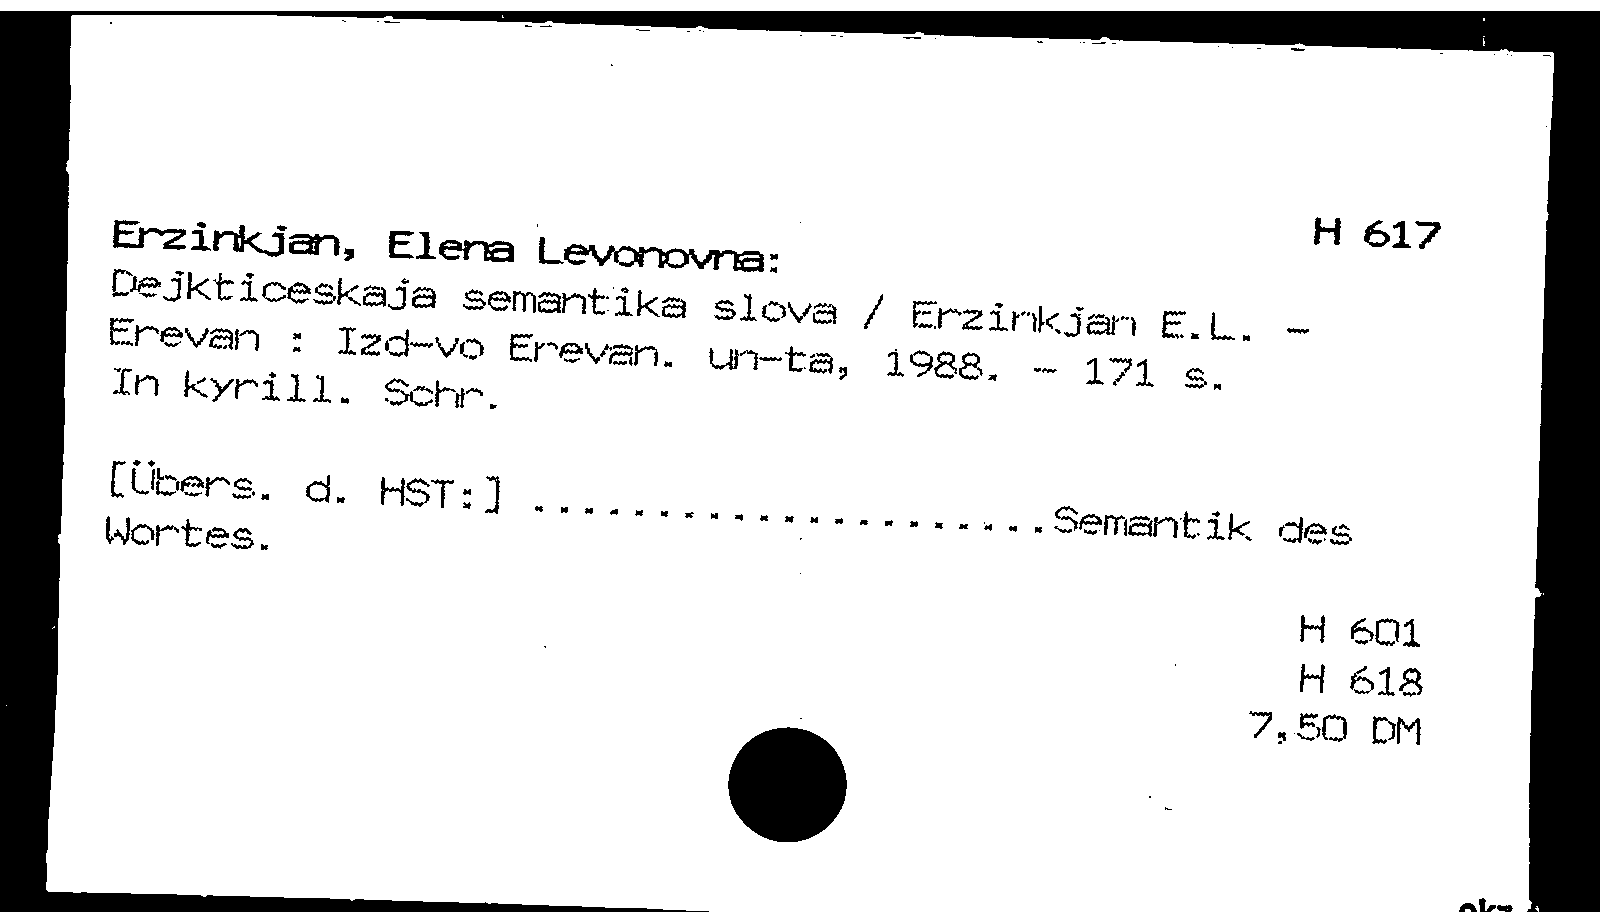 H 617
Erzinkjan, Elena Levonovna:
Dejkticeskaja semantika slova / Erzinkjan E.L. -
Erevan : Izd-vo Erevan. un-ta, 1988. - 171 s.
In kyrill. Schr.
[Übers. d. HST:] .....................Semantik des
Wortes.
H 601
H 618
7,50 DM